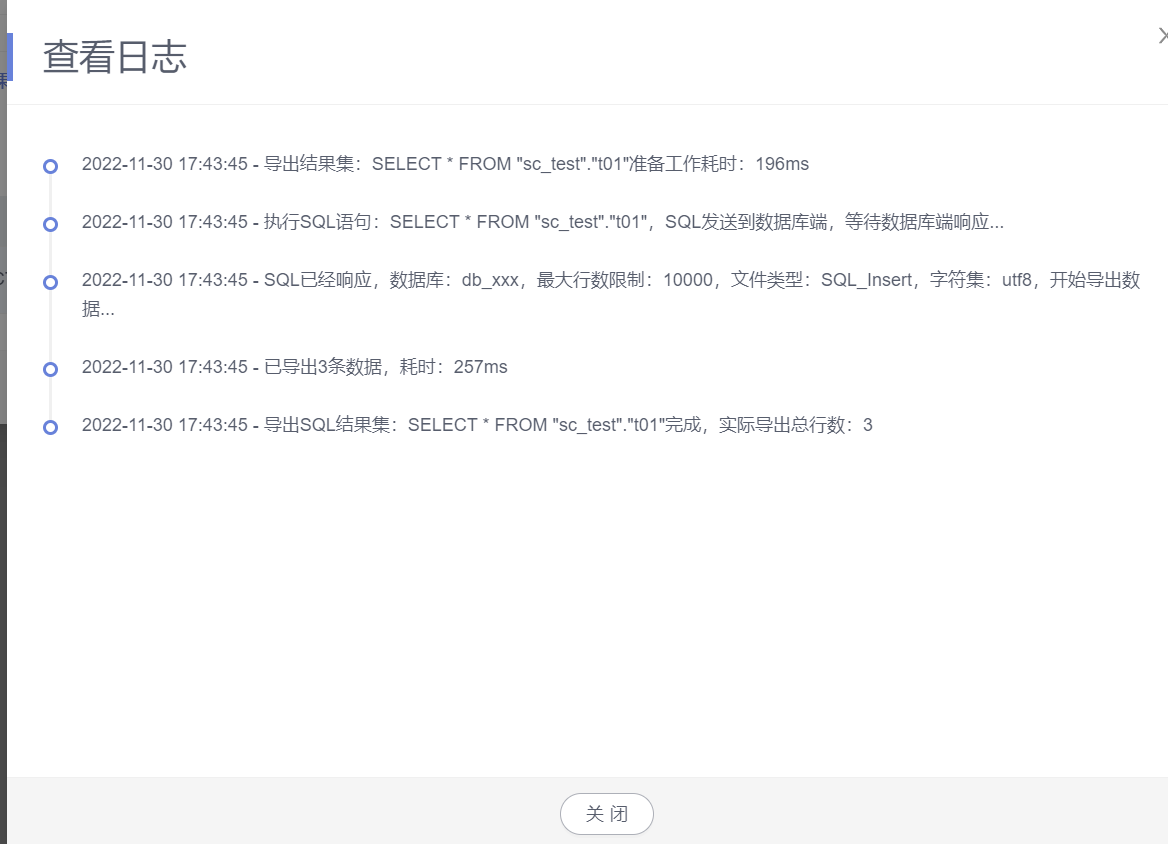 查看日志
2022-11-30 17:43:45 - 导出结果集：SELECT * FROM "sc_test"."t01"准备工作耗时：196ms
2022-11-30 17:43:45 - 执行SQL语句：SELECT * FROM "sc_test"."t01"，SQL发送到数据库端，等待数据库端响应...
2022-11-30 17:43:45 - SQL已经响应，数据库：db_xxx，最大行数限制：10000，文件类型：SQL_Insert，字符集：utf8，开始导出数
据...
2022-11-30 17:43:45 - 已导出3条数据，耗时：257ms
2022-11-30 17:43:45 - 导出SQL结果集：SELECT * FROM "sc_test"."t01"完成，实际导出总行数：3
关 闭